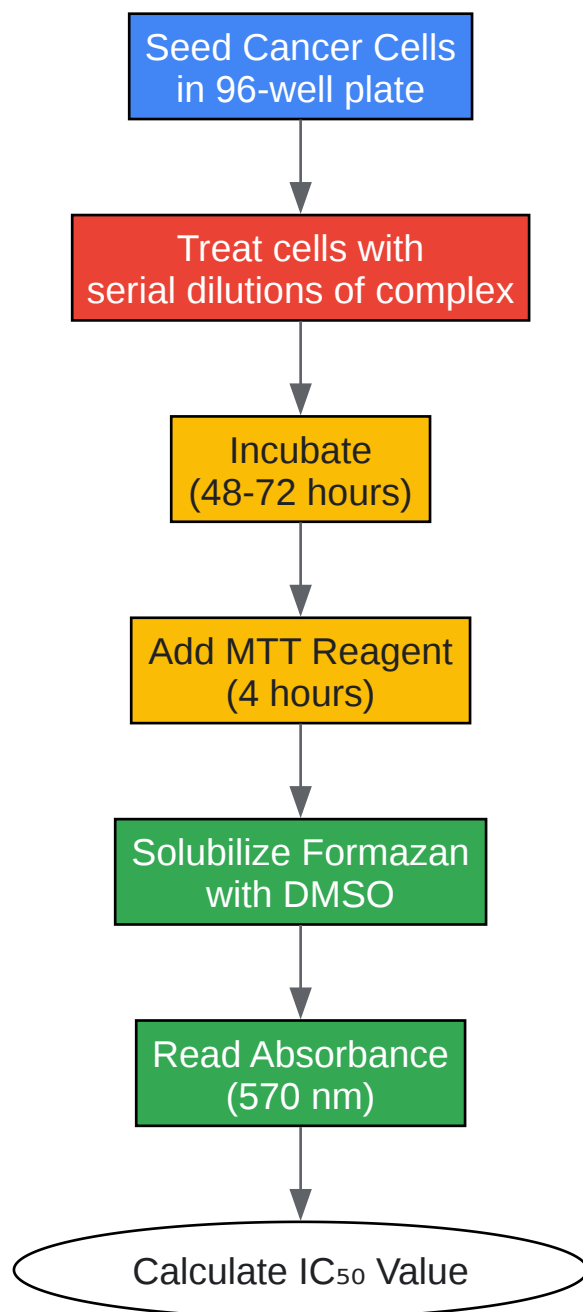 Seed Cancer Cells
in 96-well plate
Treat cells with
serial dilutions of complex
Incubate
(48-72 hours)
Add MTT Reagent
(4 hours)
Solubilize Formazan
with DMSO
Read Absorbance
(570 nm)
Calculate IC₅₀ Value